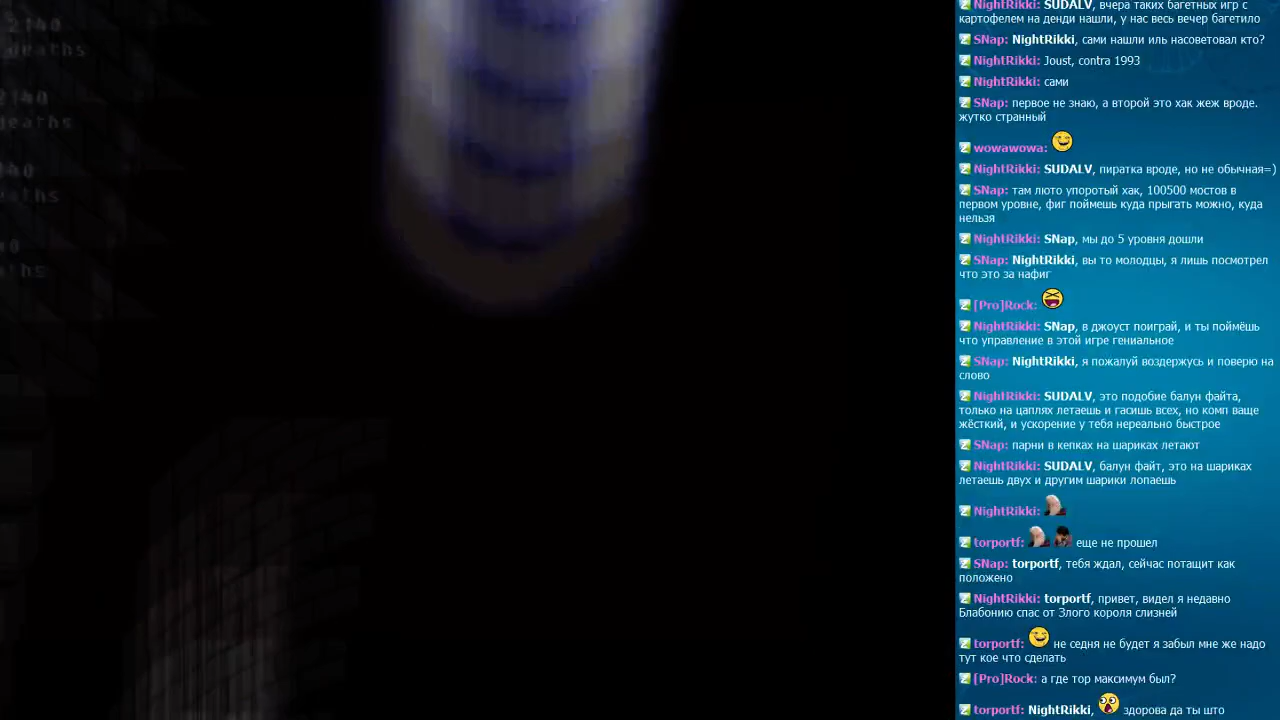 2140
deaths
2140
deaths
40
ths
40
ths
NightRikki: SUDALV, вчера таких багетных игр с
картофелем на денди нашли, у нас весь вечер багетило
SNap: NightRikki, сами нашли иль насоветовал кто?
NightRikki: Joust, contra 1993
NightRikki: сами
SNap: первое не знаю, а второй это хак жеж вроде.
жутко странный
wowawowa:
NightRikki: SUDALV, пиратка вроде, но не обычная=)
SNap: там люто упоротый хак, 100500 мостов в
первом уровне, фиг поймешь куда прыгать можно, куда
нельзя
NightRikki: SNap, мы до 5 уровня дошли
SNap: NightRikki, вы то молодцы, я лишь посмотрел
что это за нафиг
[Pro]Rock:
NightRikki: SNap, в джоуст поиграй, и ты поймёшь
что управление в этой игре гениальное
SNap: NightRikki, я пожалуй воздержусь и поверю на
слово
NightRikki: SUDALV, это подобие балун файта,
только на цаплях летаешь и гасишь всех, но комп ваще
жёсткий, и ускорение у тебя нереально быстрое
SNap: парни в кепках на шариках летают
NightRikki: SUDALV, балун файт, это на шариках
летаешь двух и другим шарики лопаешь
NightRikki:
torportf: еще не прошел
SNap: torportf, тебя ждал, сейчас потащит как
положено
NightRikki: torportf, привет, видел я недавно
Блабонию спас от Злого короля слизней
torportf: не седня не будет я забыл мне же надо
тут кое что сделать
[Pro]Rock: а где тор максимум был?
torportf: NightRikki, здорова да ты што